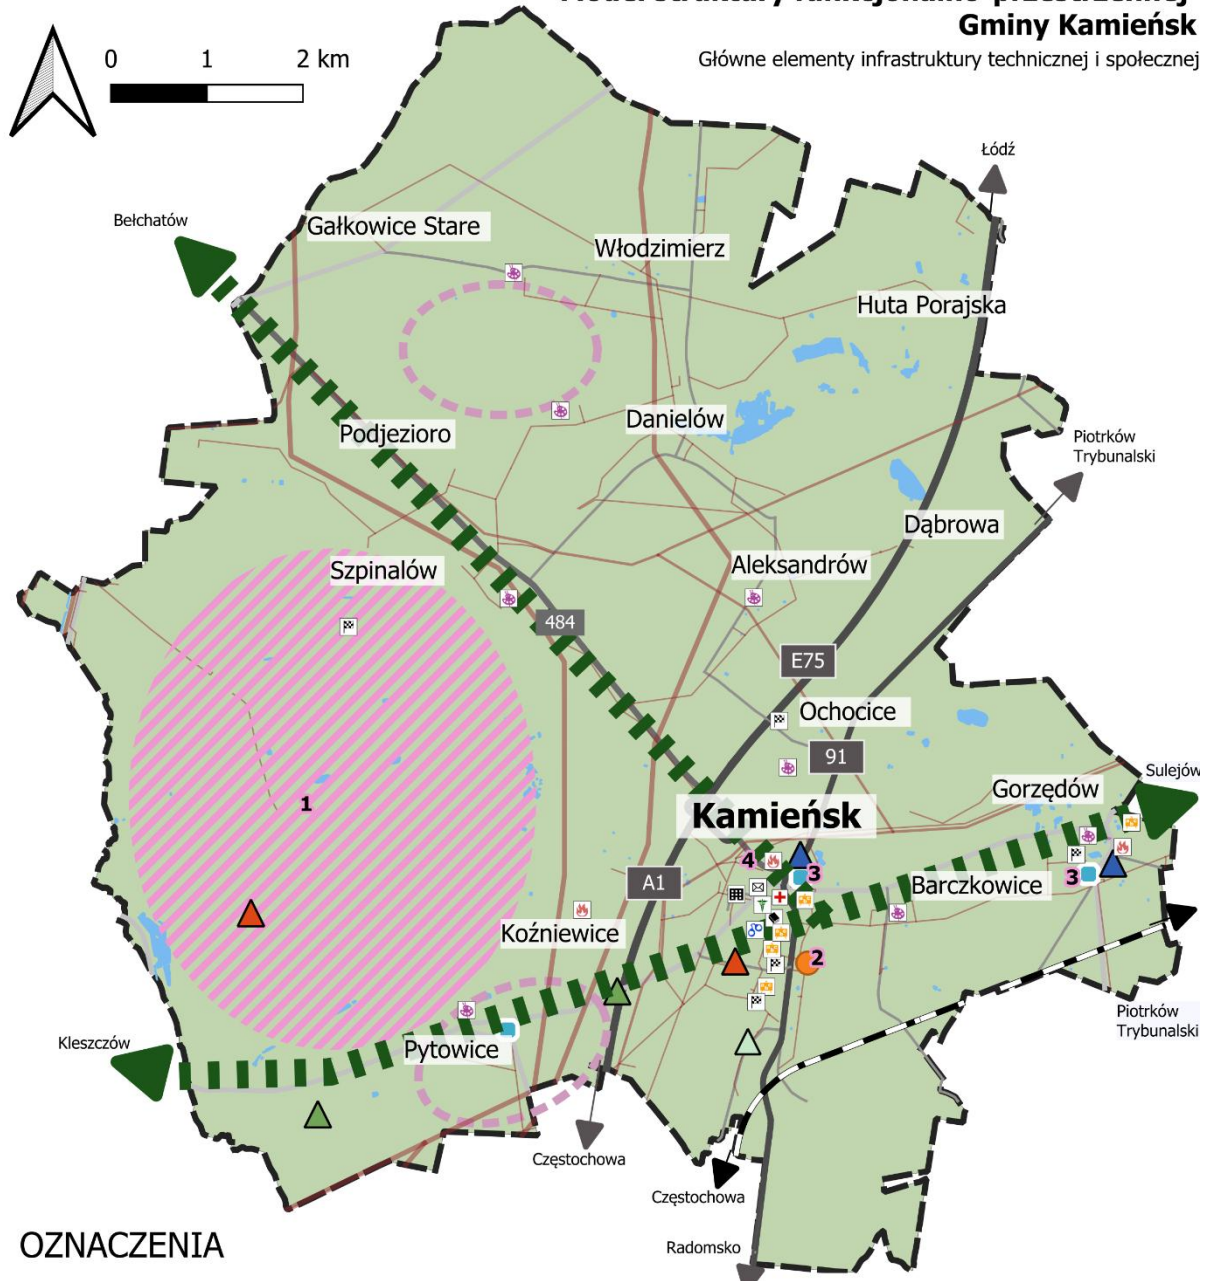 Gminy Kamieńsk
Główne elementy infrastruktury technicznej i społecznej
0 1 2 km
Łódź
Bełchatów
Gałkowice Stare
Włodzimierz
Huta Porajska
Danielów
Podjezioro
Piotrków
Trybunalski
Dąbrowa
Szpinalów
Aleksandrów
484
E75
Ochocice
91
Sulejów
Gorzędów
1
Kamieńsk
4
3
3
A1
Barczkowice
Koźniewice
2
Piotrków
Trybunalski
Kleszczów
Pytowice
Częstochowa
Częstochowa
Radomsko
OZNACZENIA